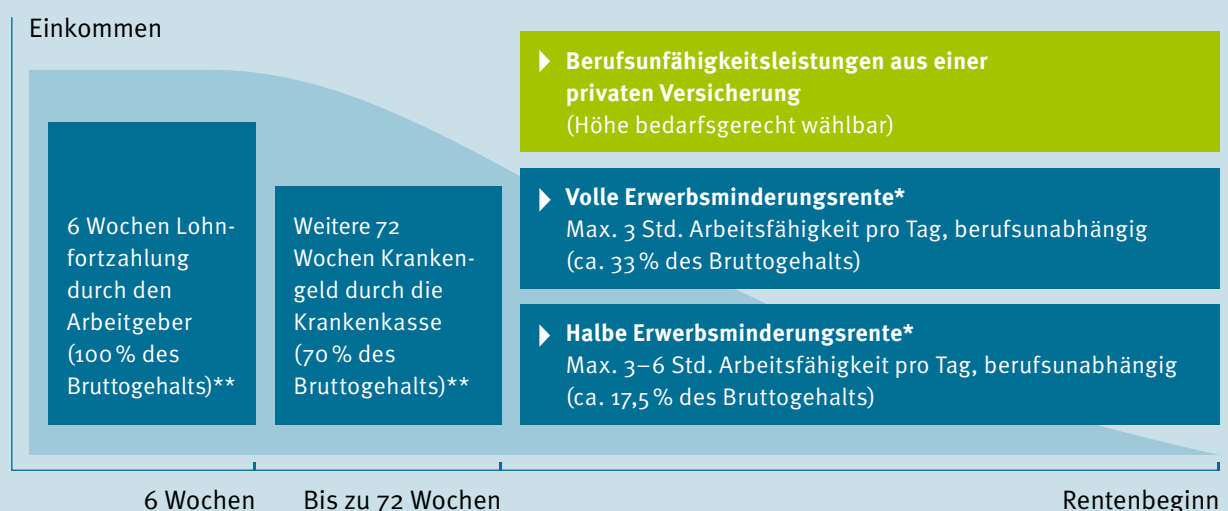 Einkommen
6 Wochen Lohn-
fortzahlung
durch den
Arbeitgeber
(100 % des
Bruttogehalts)**
Weitere 72
Wochen Kranken-
geld durch die
Krankenkasse
(70 % des
Bruttogehalts)**
Berufsunfähigkeitsleistungen aus einer
privaten Versicherung
(Höhe bedarfsgerecht wählbar)
Volle Erwerbsminderungsrente*
Max. 3 Std. Arbeitsfähigkeit pro Tag, berufsunabhängig
(ca. 33 % des Bruttogehalts)
Halbe Erwerbsminderungsrente*
Max. 3–6 Std. Arbeitsfähigkeit pro Tag, berufsunabhängig
(ca. 17,5 % des Bruttogehalts)
6 Wochen
Bis zu 72 Wochen
Rentenbeginn